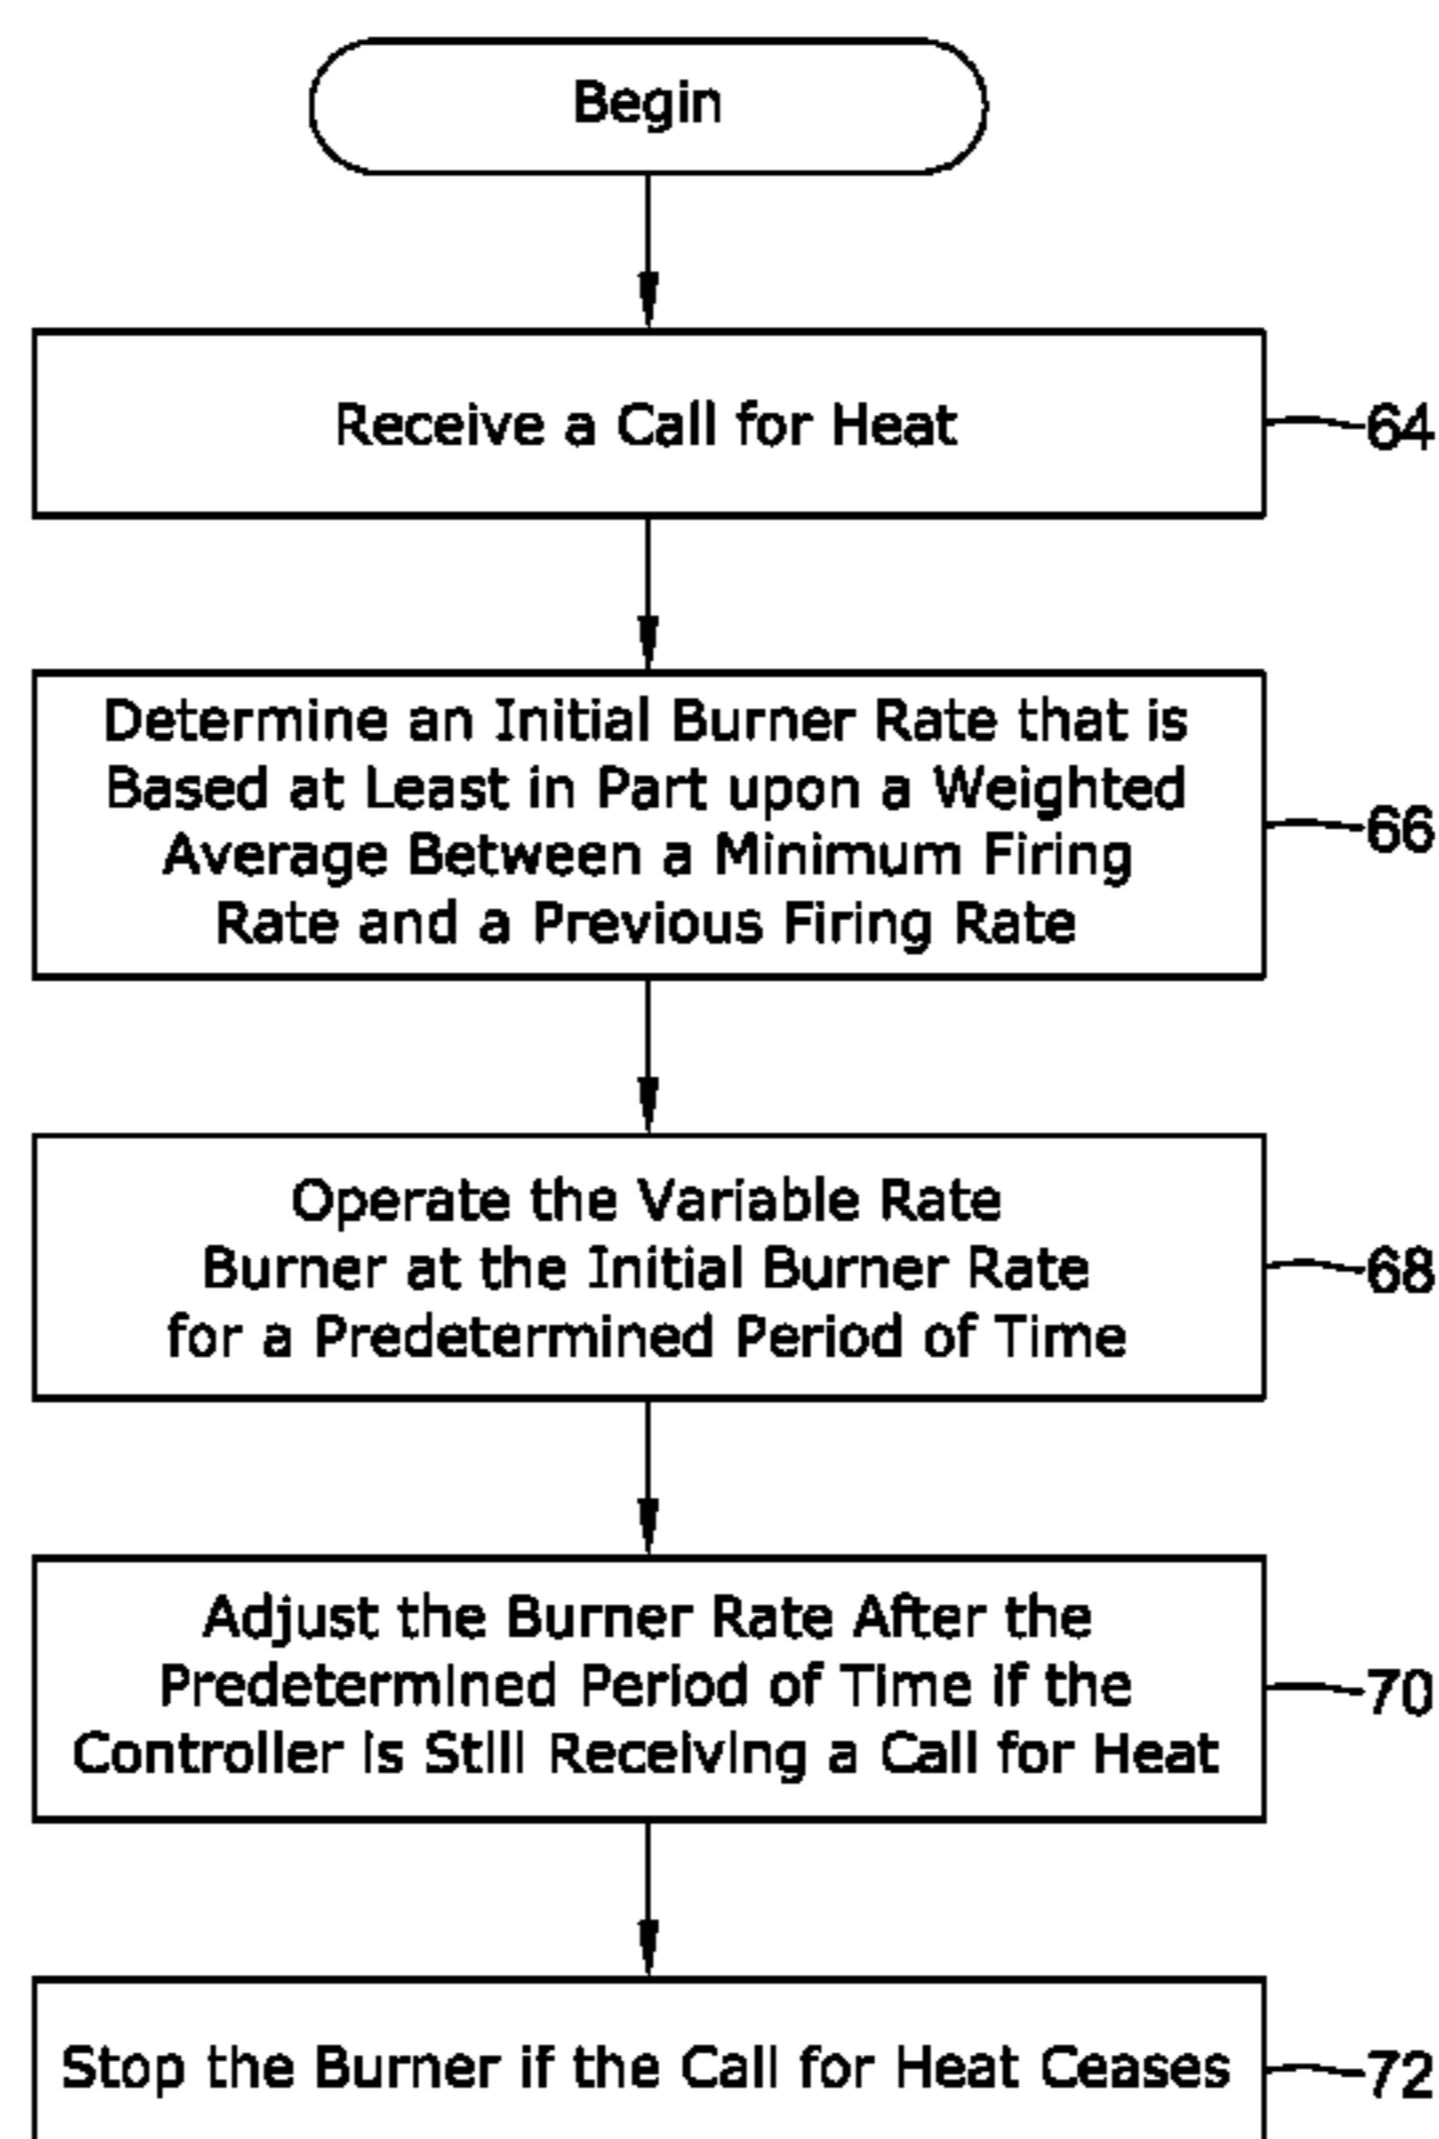 Begin
Receive a Call for Heat
64
Determine an Initial Burner Rate that is
Based at Least in Part upon a Weighted
Average Between a Minimum Firing
Rate and a Previous Firing Rate
66
Operate the Variable Rate
Burner at the Initial Burner Rate
for a Predetermined Period of Time
68
Adjust the Burner Rate After the
Predetermined Period of Time if the
Controller is Still Receiving a Call for Heat
70
Stop the Burner if the Call for Heat Ceases
72